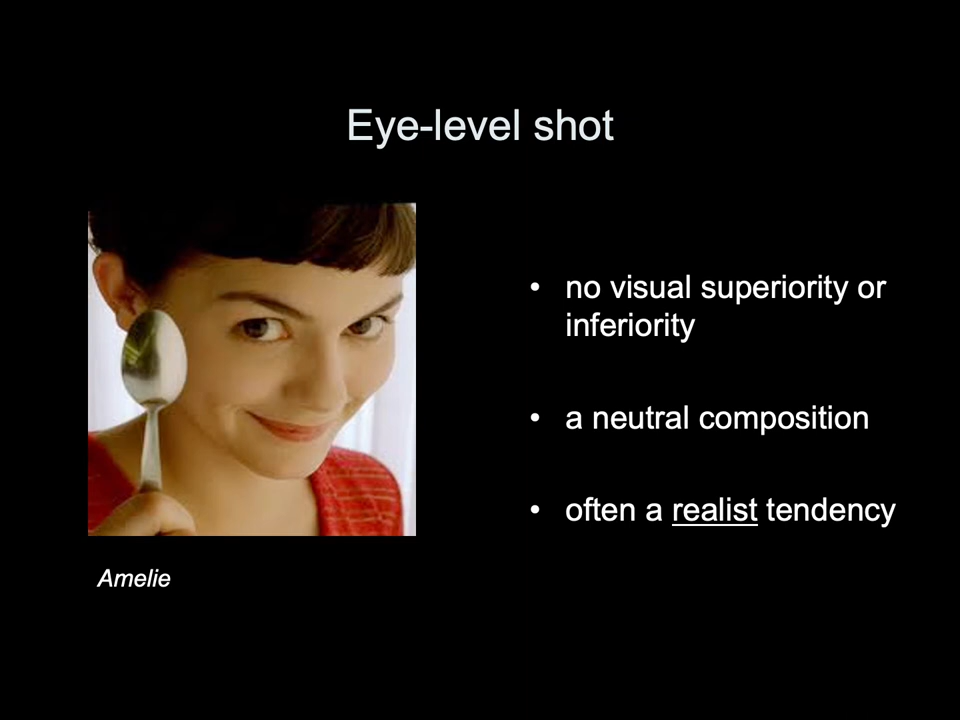 Eye-level shot
• no visual superiority or
inferiority
• a neutral composition
• often a realist tendency
Amelie